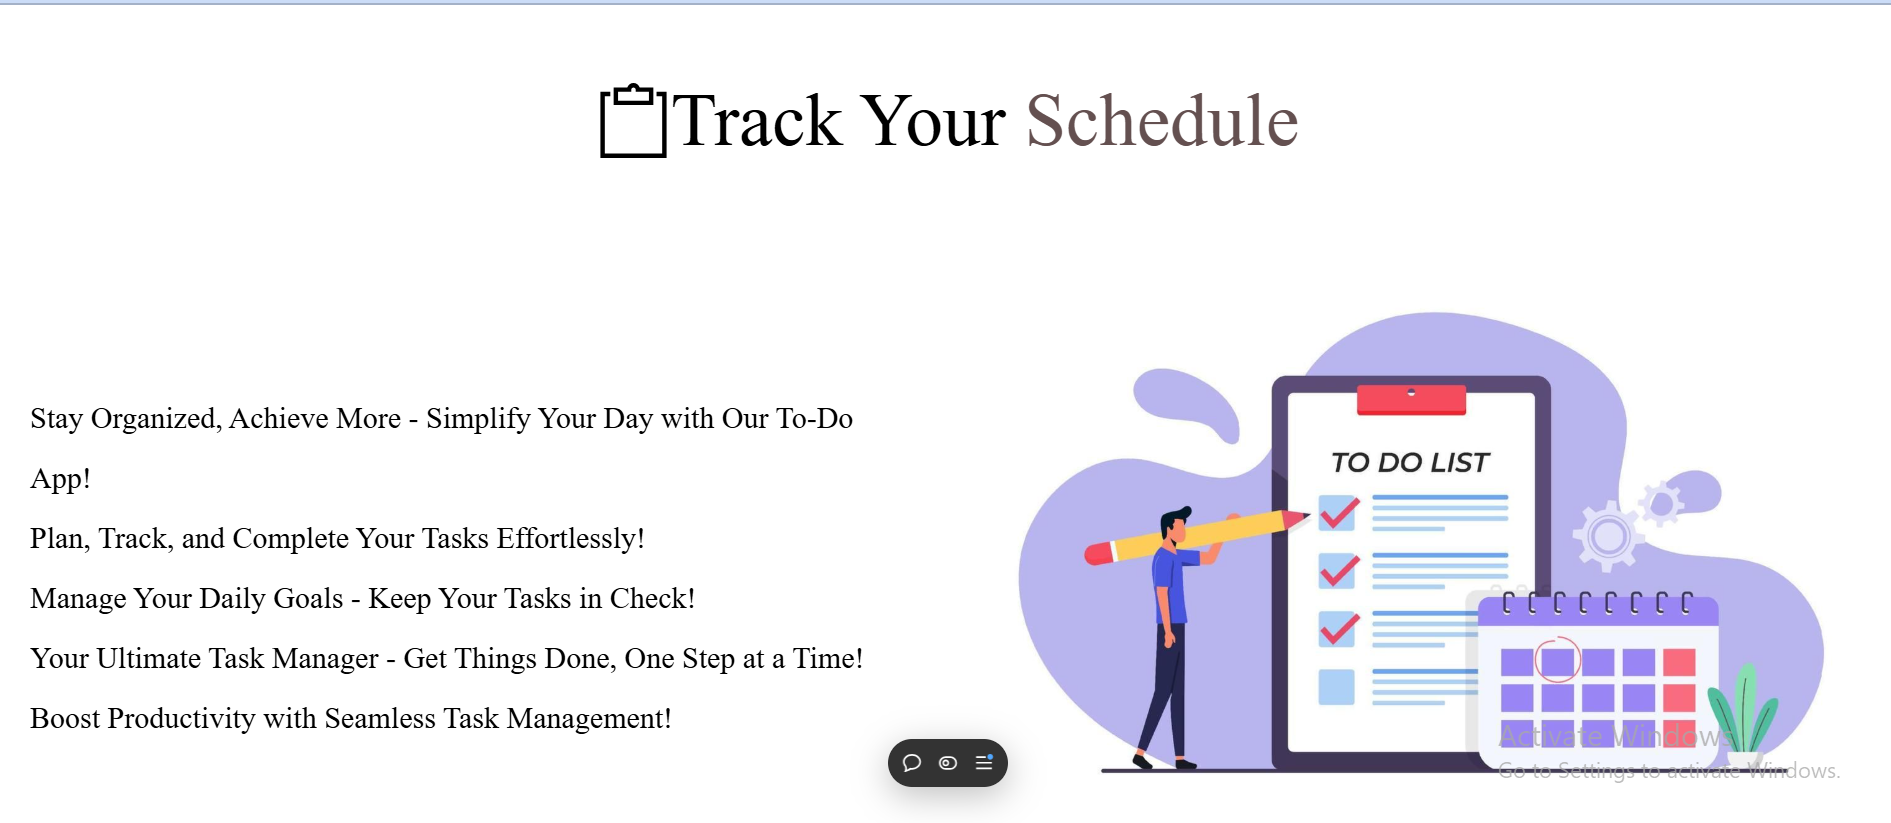 Track Your Schedule
Stay Organized, Achieve More - Simplify Your Day with Our To-Do
App!
Plan, Track, and Complete Your Tasks Effortlessly!
Manage Your Daily Goals - Keep Your Tasks in Check!
Your Ultimate Task Manager - Get Things Done, One Step at a Time!
Boost Productivity with Seamless Task Management!
TO DO LIST
Activate Windows
Go to Settings to activate Windows.